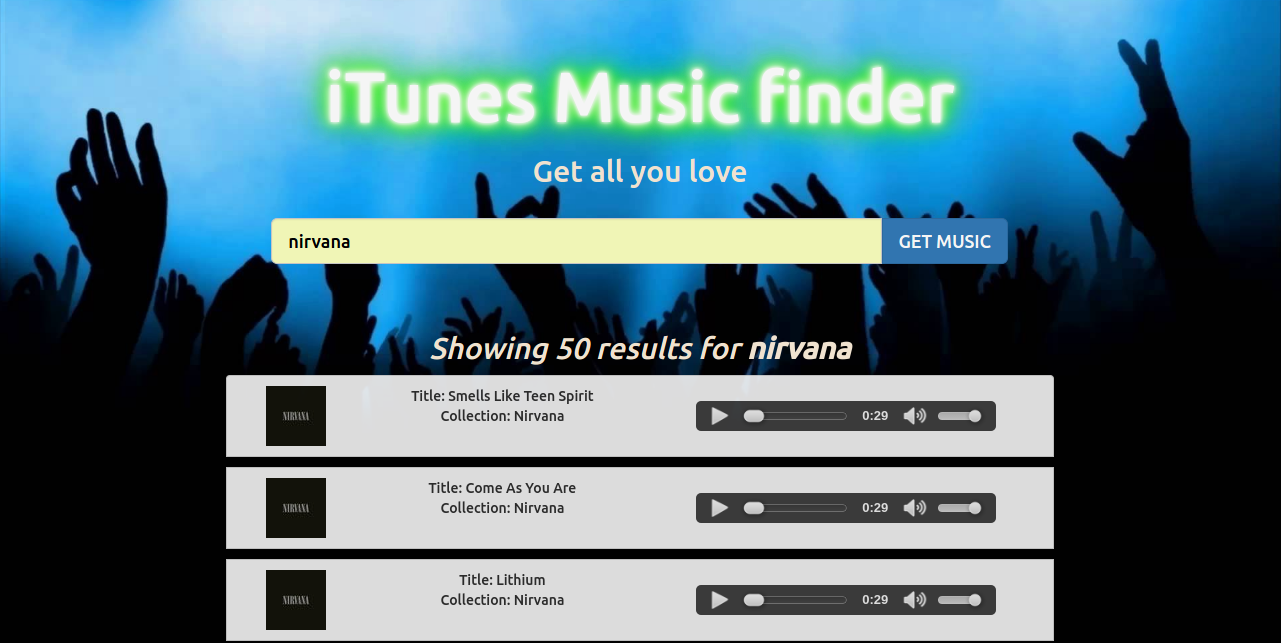 iTunes Music finder
Get all you love
nirvana
GET MUSIC
Showing 50 results for nirvana
NIRVANA
Title: Smells Like Teen Spirit
Collection: Nirvana
0:29
NIRVANA
Title: Come As You Are
Collection: Nirvana
0:29
NIRVANA
Title: Lithium
Collection: Nirvana
0:29